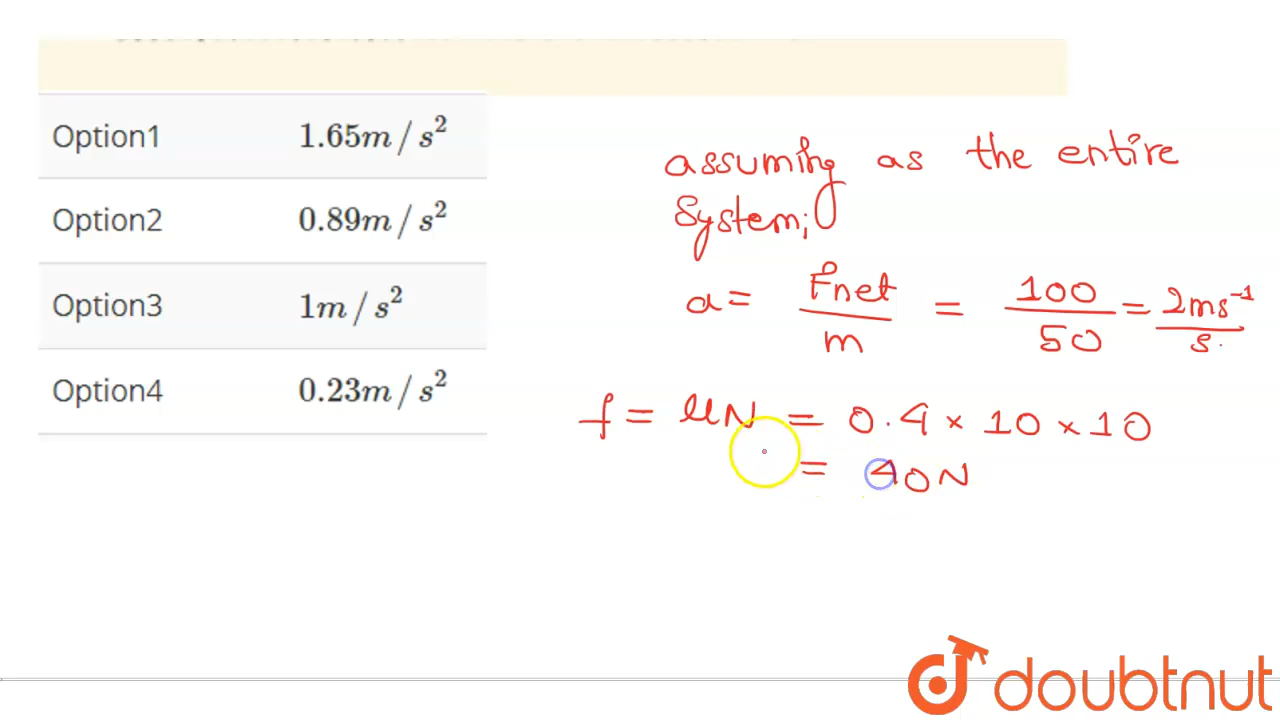 Option1 1.65m/s²
Option2 0.89m/s²
Option3 1m/s²
Option4 0.23m/s²
assuming as the entire
System;
a = Fnet/m = 100/50 = 2ms⁻¹/s.
f = μN = 0.4 × 10 × 10
= 40N
doubtnut